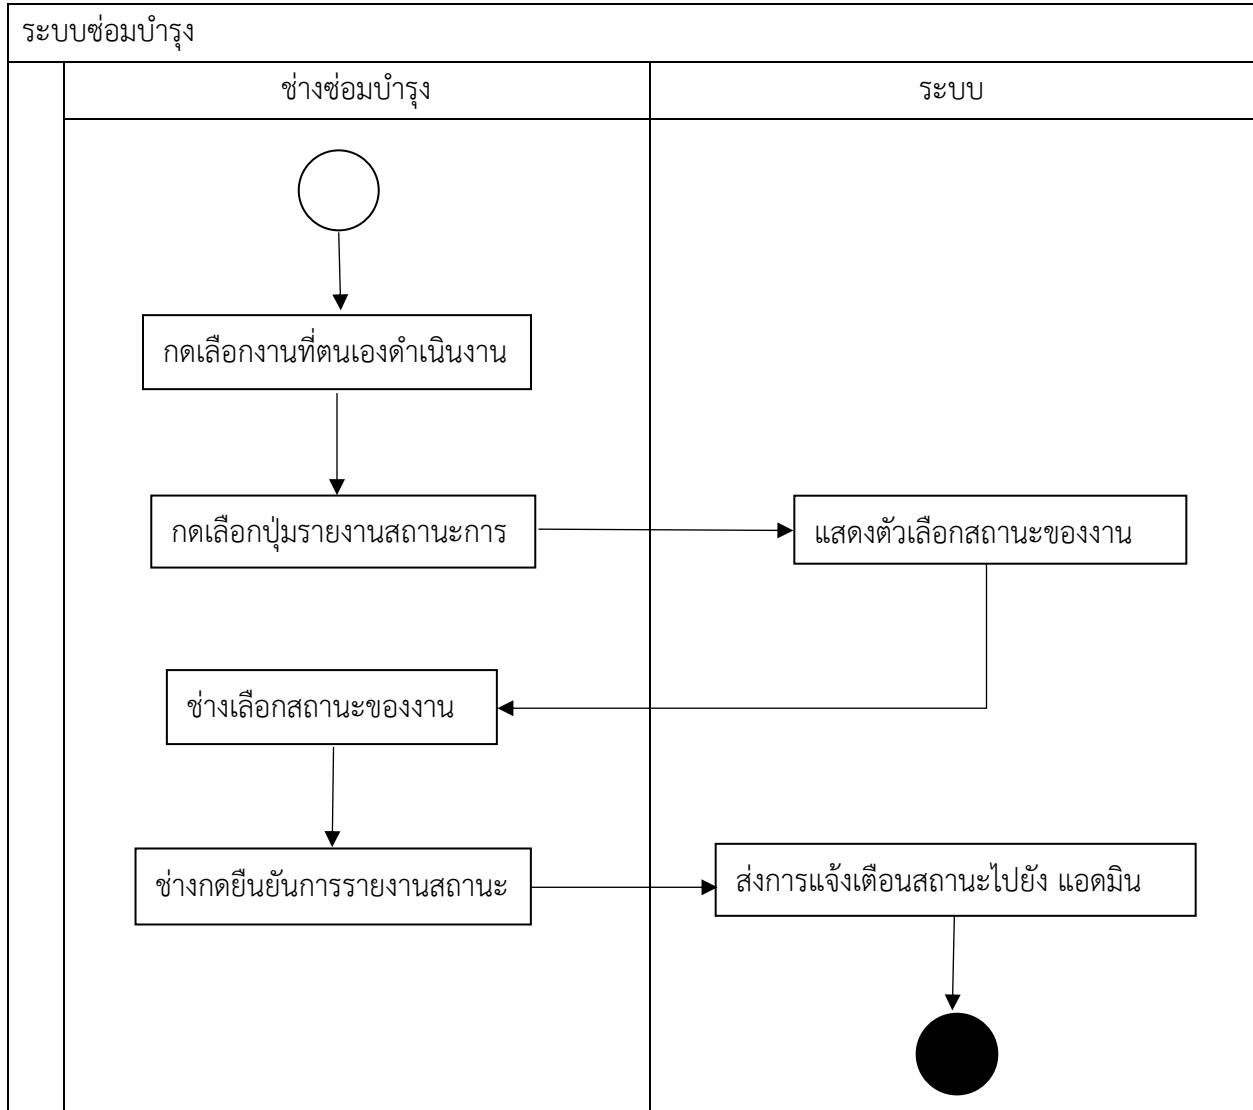 ระบบซ่อมบำรุง
ช่างซ่อมบำรุง
ระบบ
กดเลือกงานที่ตนเองดำเนินงาน
กดเลือกปุ่มรายงานสถานะการ
แสดงตัวเลือกสถานะของงาน
ช่างเลือกสถานะของงาน
ช่างกดยืนยันการรายงานสถานะ
ส่งการแจ้งเตือนสถานะไปยัง แอดมิน